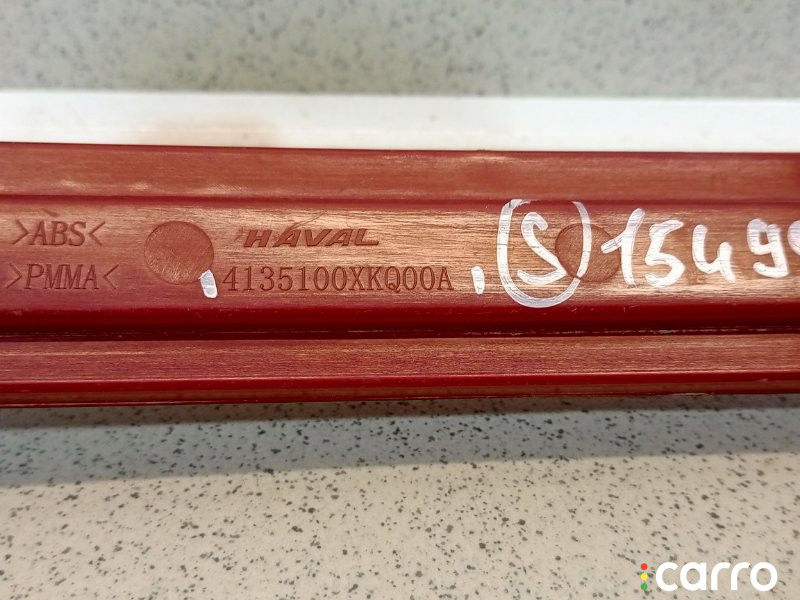 >ABS<
>PMMA<
HAVAL
4135100XKQ00A
S 1549
carro